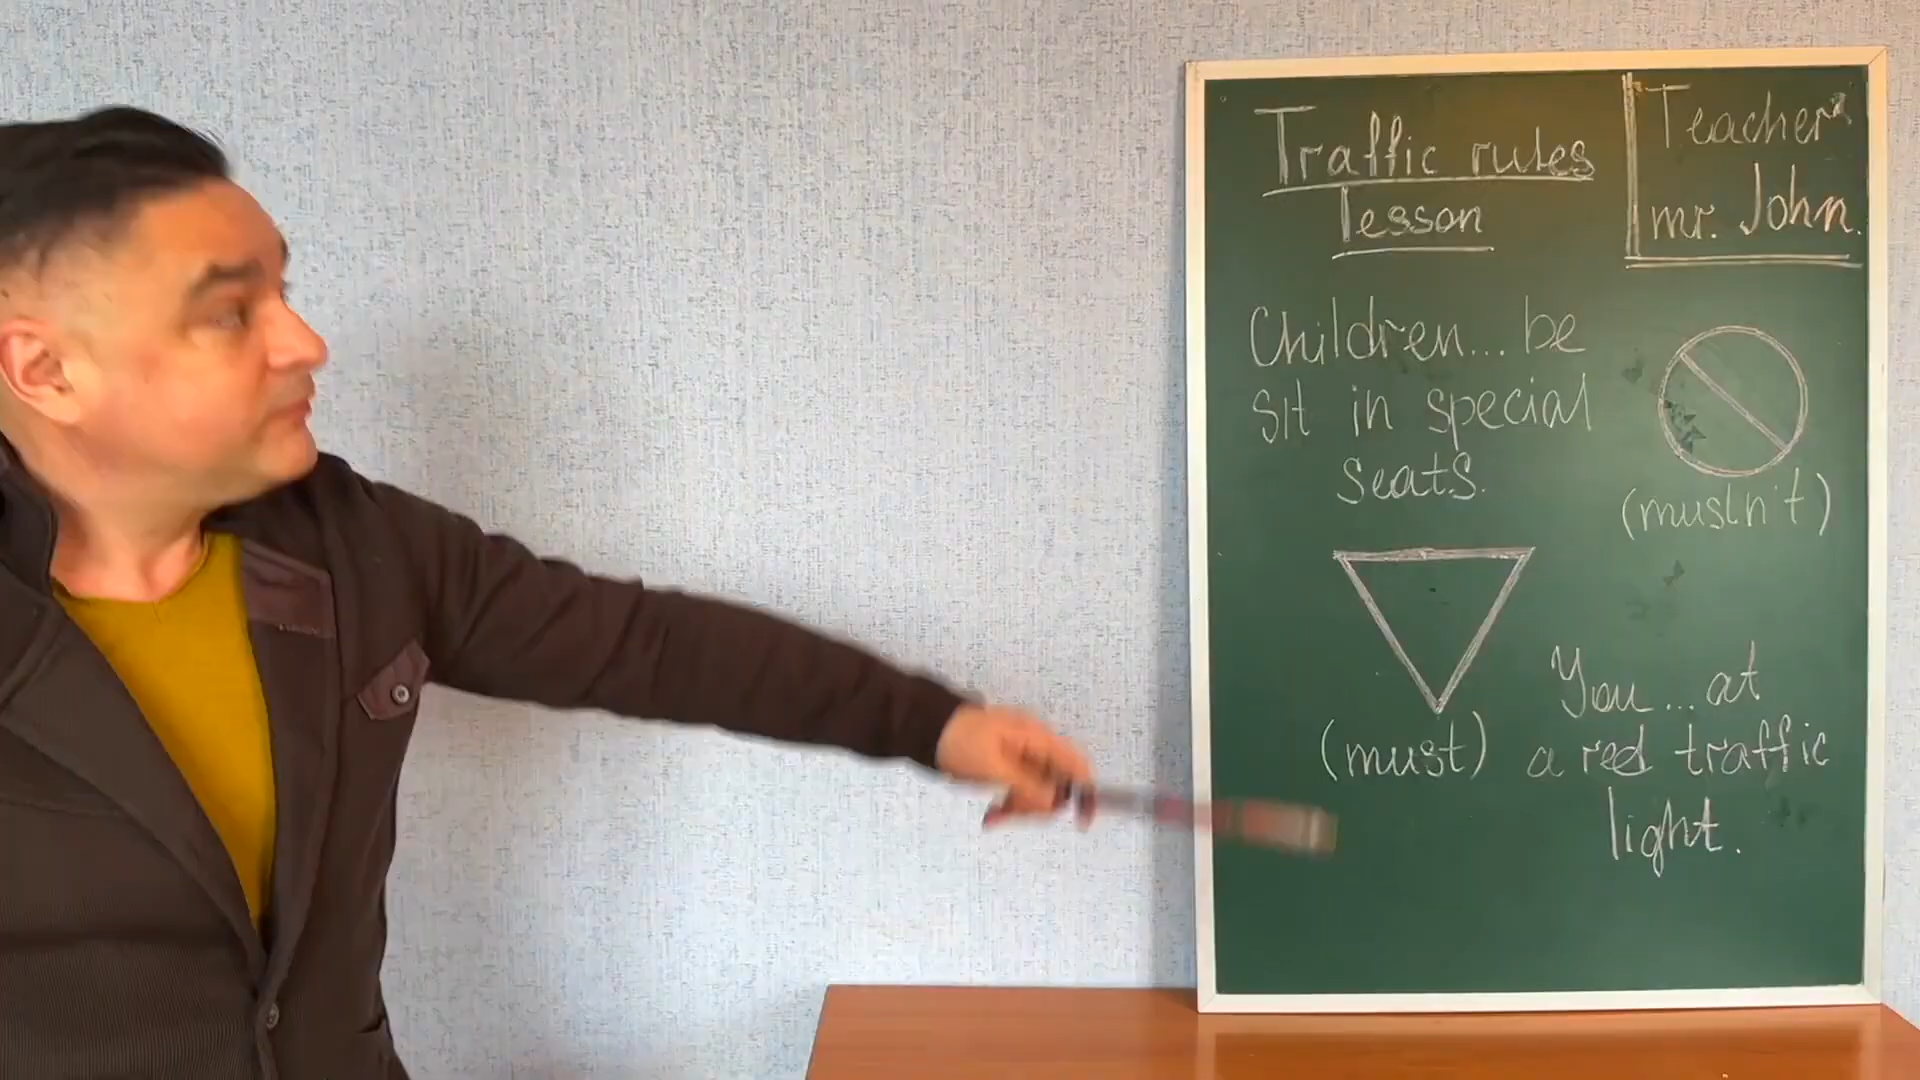 Traffic rules
lesson
Teacher
mr. John.
Children... be
sit in special
seats.
(mustn't)
(must)
You... at
a red traffic
light.